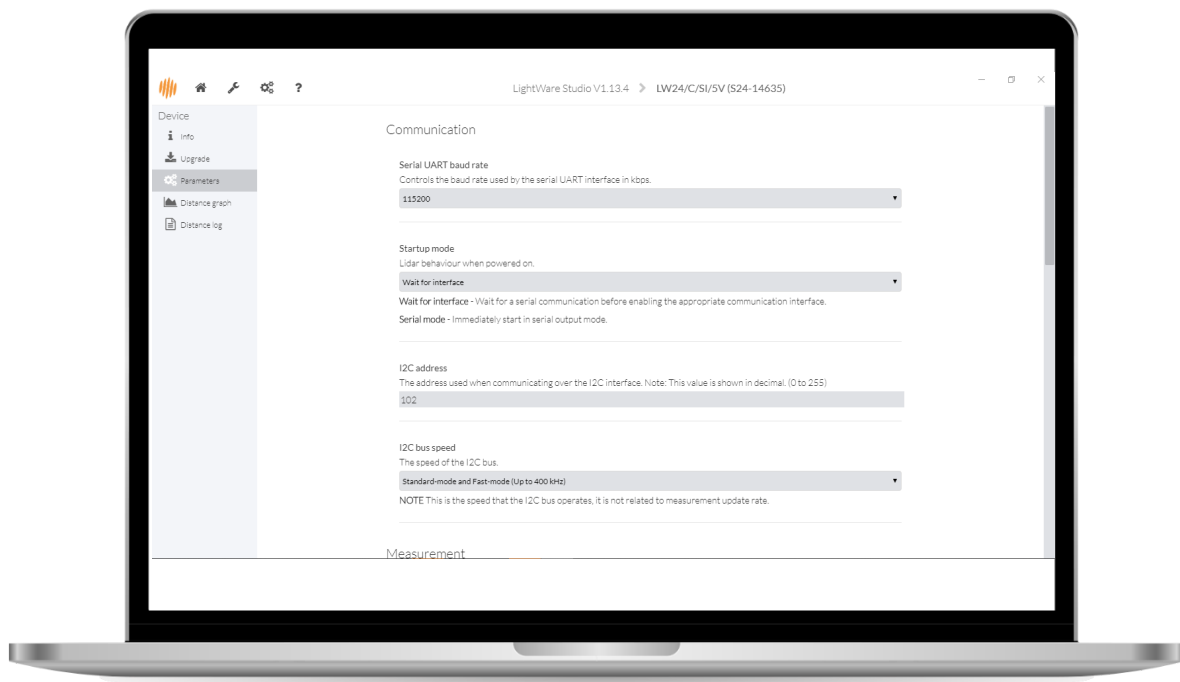 ?
LightWare Studio V1.13.4 > LW24/C/SI/5V (S24-14635)
Device
Info
Upgrade
Parameters
Distance graph
Distance log
Communication
Serial UART baud rate
Controls the baud rate used by the serial UART interface in kbps.
115200
Startup mode
Lidar behaviour when powered on.
Wait for interface
Wait for interface - Wait for a serial communication before enabling the appropriate communication interface.
Serial mode - Immediately start in serial output mode.
I2C address
The address used when communicating over the I2C interface. Note: This value is shown in decimal. (0 to 255)
102
I2C bus speed
The speed of the I2C bus.
Standard-mode and Fast-mode (Up to 400 kHz)
NOTE This is the speed that the I2C bus operates, it is not related to measurement update rate.
Measurement